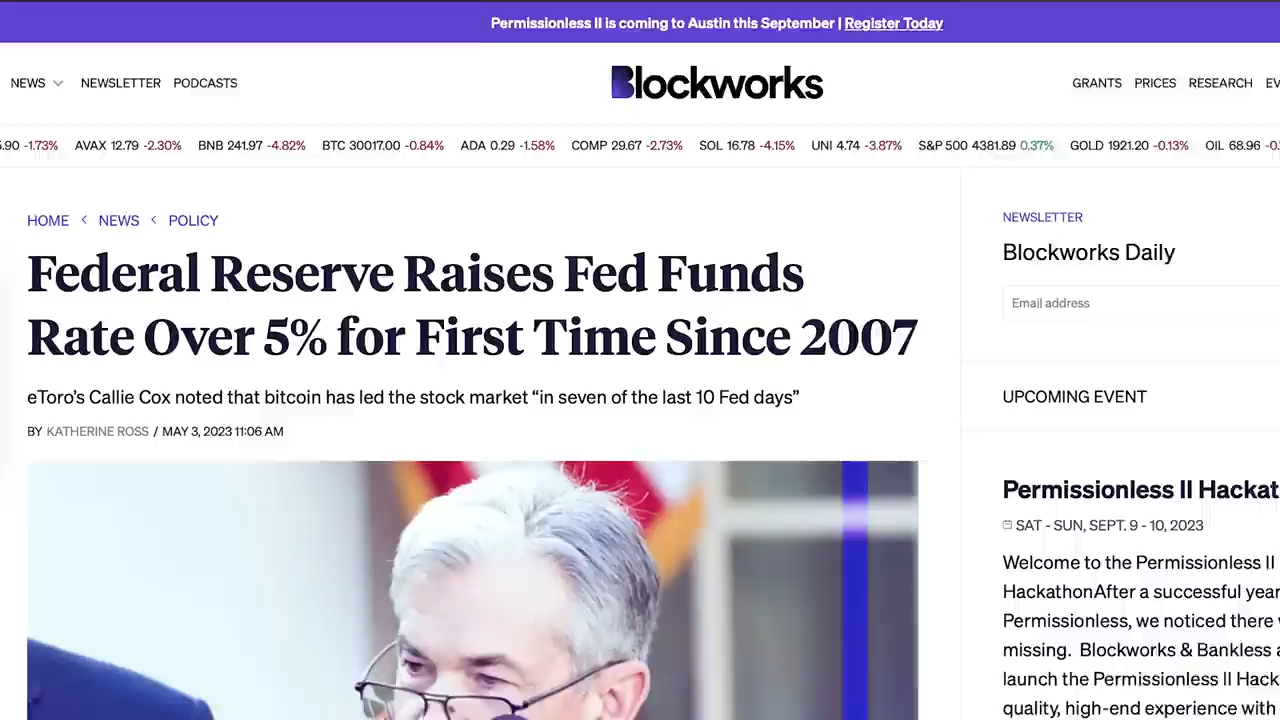 Permissionless II is coming to Austin this September | Register Today
NEWS NEWSLETTER PODCASTS
Blockworks
GRANTS PRICES RESEARCH
.90 -1.73% AVAX 12.79 -2.30% BNB 241.97 -4.82% BTC 30017.00 -0.84% ADA 0.29 -1.58% COMP 29.67 -2.73% SOL 16.78 -4.15% UNI 4.74 -3.87% S&P 500 4381.89 0.37% GOLD 1921.20 -0.13% OIL 68.96
HOME < NEWS < POLICY
Federal Reserve Raises Fed Funds
Rate Over 5% for First Time Since 2007
eToro’s Callie Cox noted that bitcoin has led the stock market “in seven of the last 10 Fed days”
BY KATHERINE ROSS / MAY 3, 2023 11:06 AM
NEWSLETTER
Blockworks Daily
Email address
UPCOMING EVENT
Permissionless II Hackat
SAT - SUN, SEPT. 9 - 10, 2023
Welcome to the Permissionless II
HackathonAfter a successful year
Permissionless, we noticed there
missing. Blockworks & Bankless a
launch the Permissionless II Hack
quality, high-end experience with